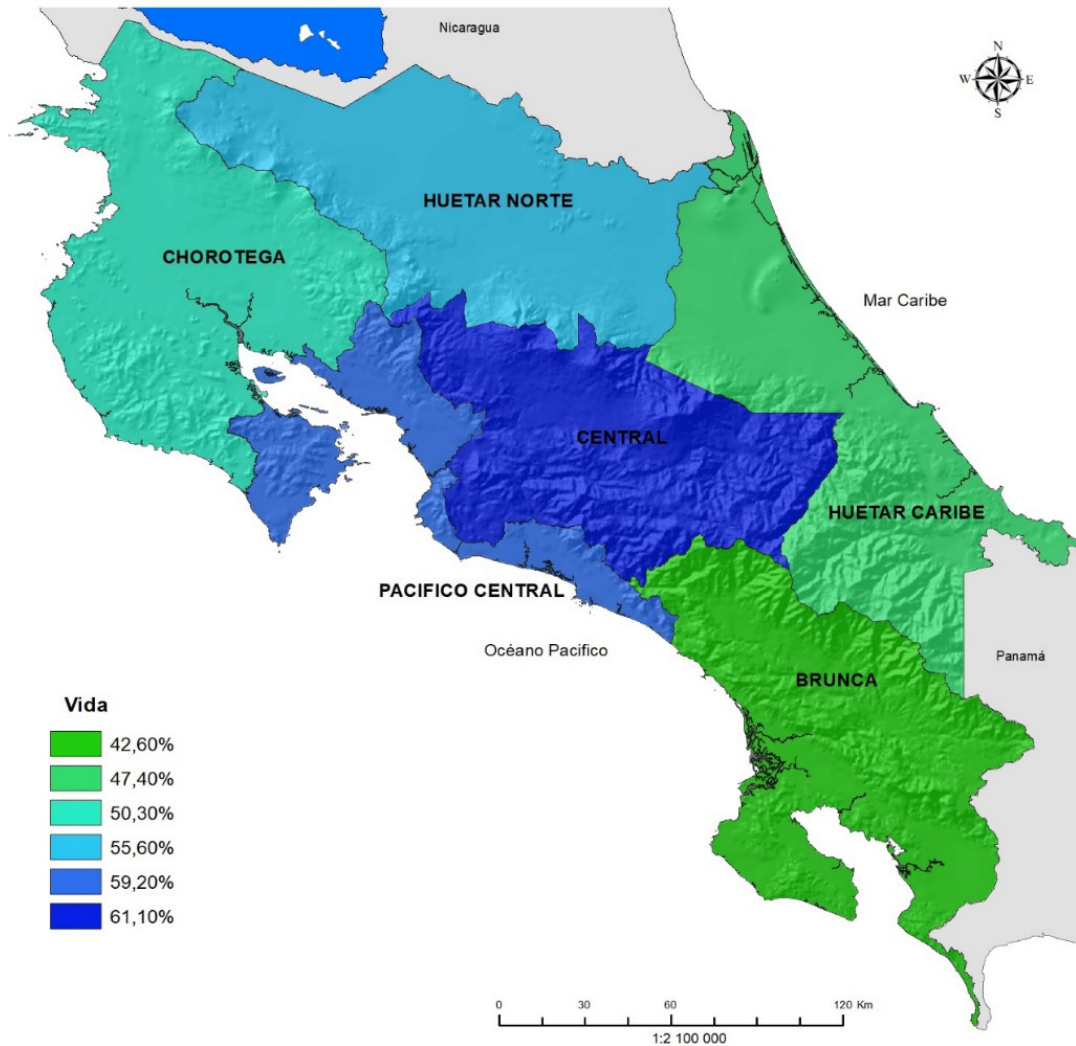 Nicaragua
N
W E
S
HUETAR NORTE
CHOROTEGA
Mar Caribe
CENTRAL
HUETAR CARIBE
PACIFICO CENTRAL
Océano Pacifico
Panamá
BRUNCA
Vida
42,60%
47,40%
50,30%
55,60%
59,20%
61,10%
0 30 60 120 Km
1:2 100 000